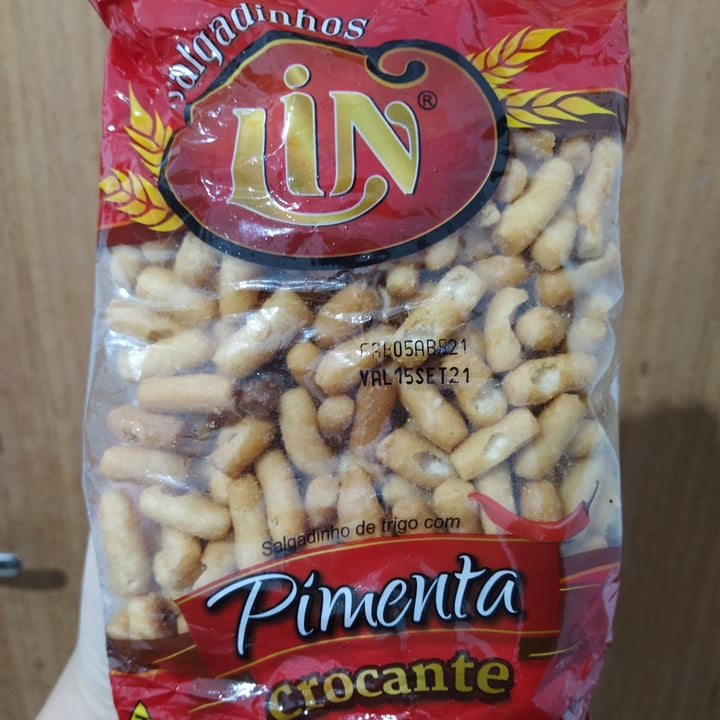 Salgadinhos
LIN®
FAB05ABR21
VAL15SET21
Salgadinho de trigo com
Pimenta
crocante